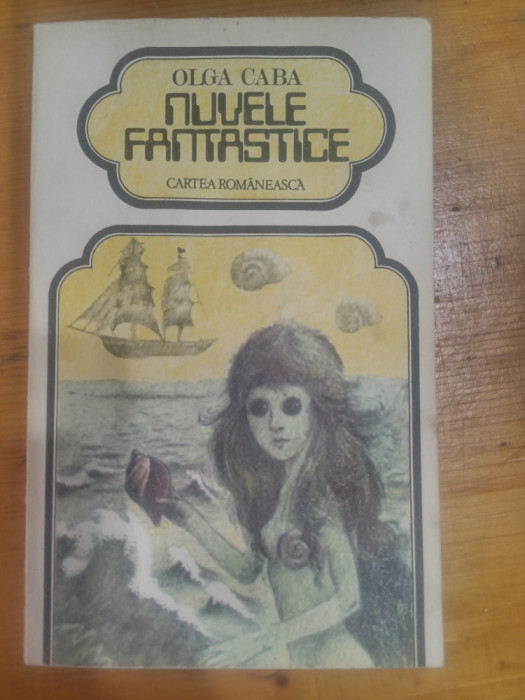 OLGA CABA
NUVELE
FANTASTICE
CARTEA ROMÂNEASCĂ